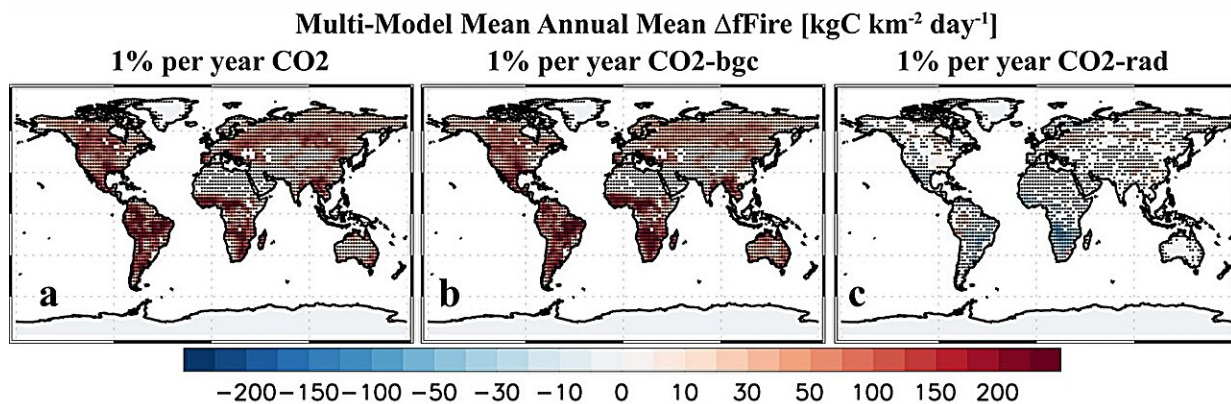 Multi-Model Mean Annual Mean ΔfFire [kgC km⁻² day⁻¹]
1% per year CO2 1% per year CO2-bgc 1% per year CO2-rad
a b c
−200 −150 −100 −50 −30 −10 0 10 30 50 100 150 200